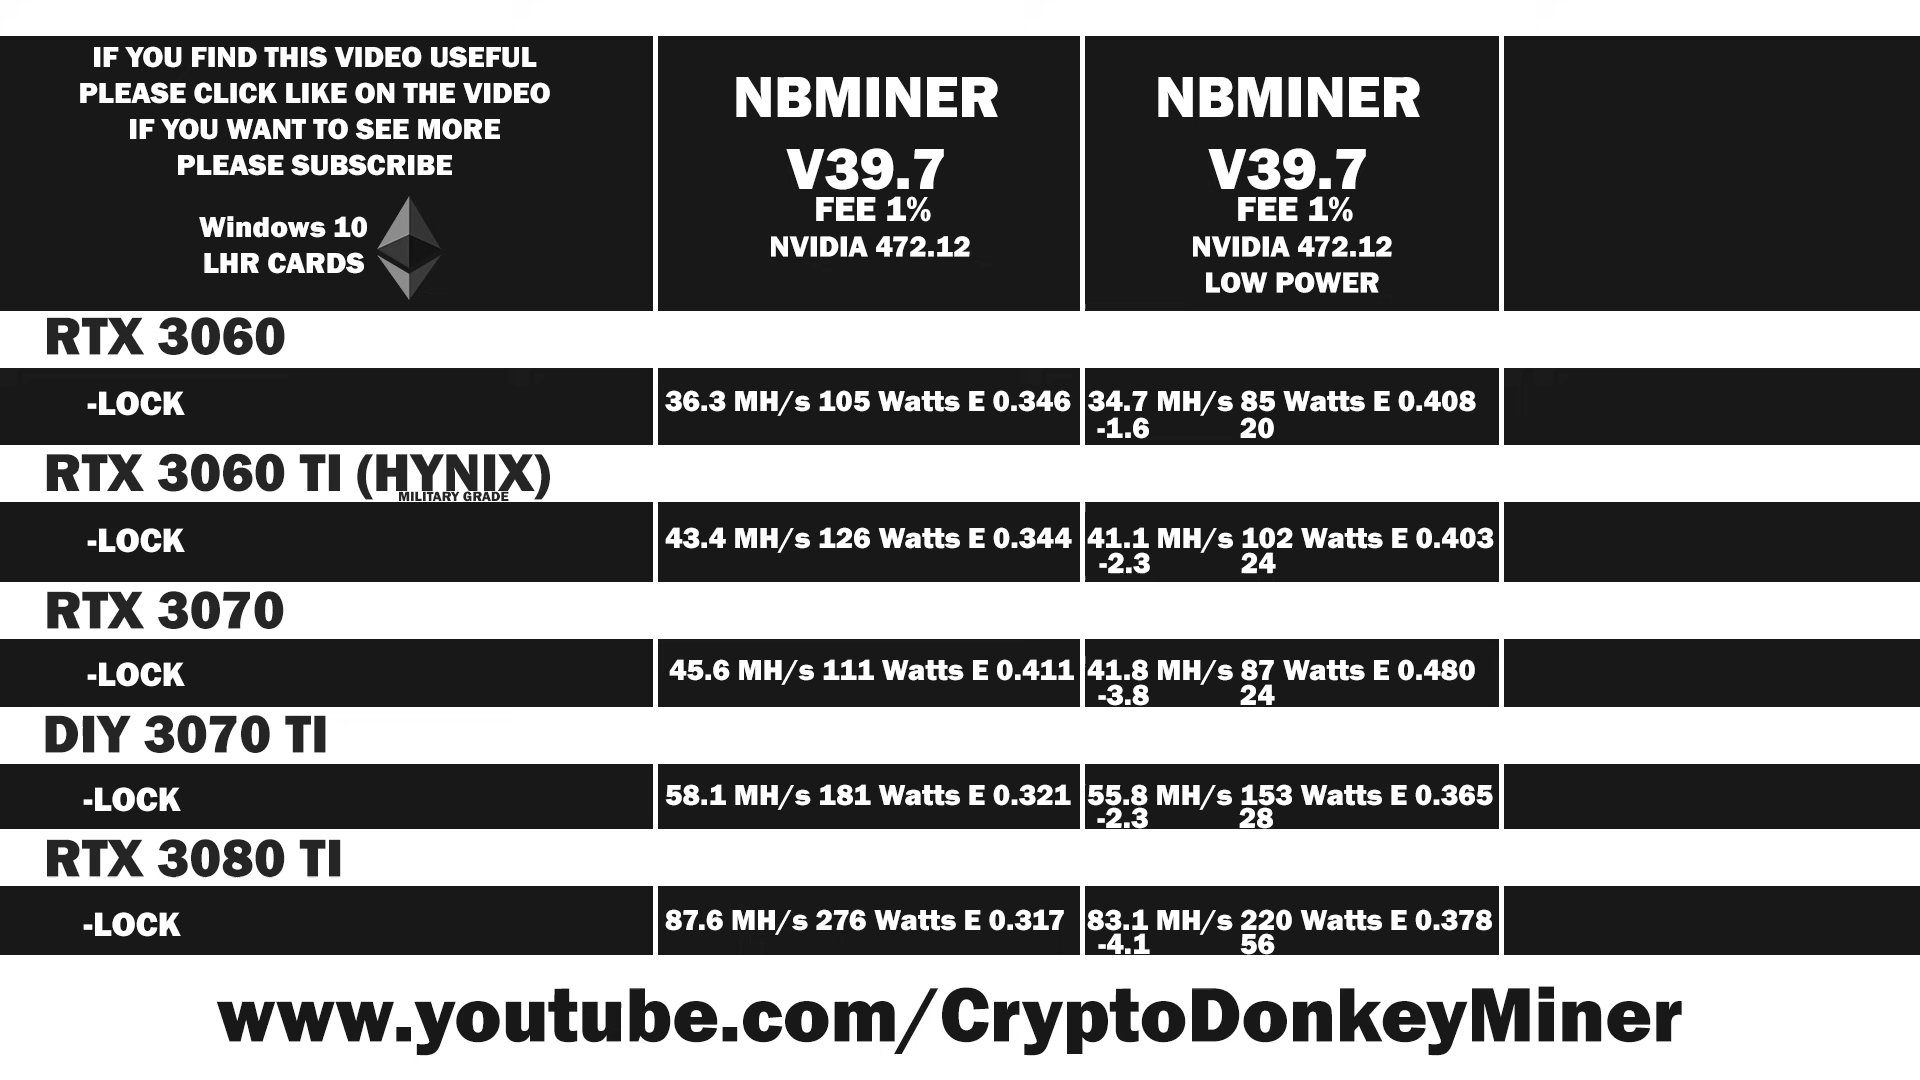 IF YOU FIND THIS VIDEO USEFUL
PLEASE CLICK LIKE ON THE VIDEO
IF YOU WANT TO SEE MORE
PLEASE SUBSCRIBE
Windows 10
LHR CARDS
NBMINER
V39.7
FEE 1%
NVIDIA 472.12
NBMINER
V39.7
FEE 1%
NVIDIA 472.12
LOW POWER
RTX 3060
-LOCK
36.3 MH/s 105 Watts E 0.346
34.7 MH/s 85 Watts E 0.408
-1.6 20
RTX 3060 TI (HYNIX)
MILITARY GRADE
-LOCK
43.4 MH/s 126 Watts E 0.344
41.1 MH/s 102 Watts E 0.403
-2.3 24
RTX 3070
-LOCK
45.6 MH/s 111 Watts E 0.411
41.8 MH/s 87 Watts E 0.480
-3.8 24
DIY 3070 TI
-LOCK
58.1 MH/s 181 Watts E 0.321
55.8 MH/s 153 Watts E 0.365
-2.3 28
RTX 3080 TI
-LOCK
87.6 MH/s 276 Watts E 0.317
83.1 MH/s 220 Watts E 0.378
-4.1 56
www.youtube.com/CryptoDonkeyMiner